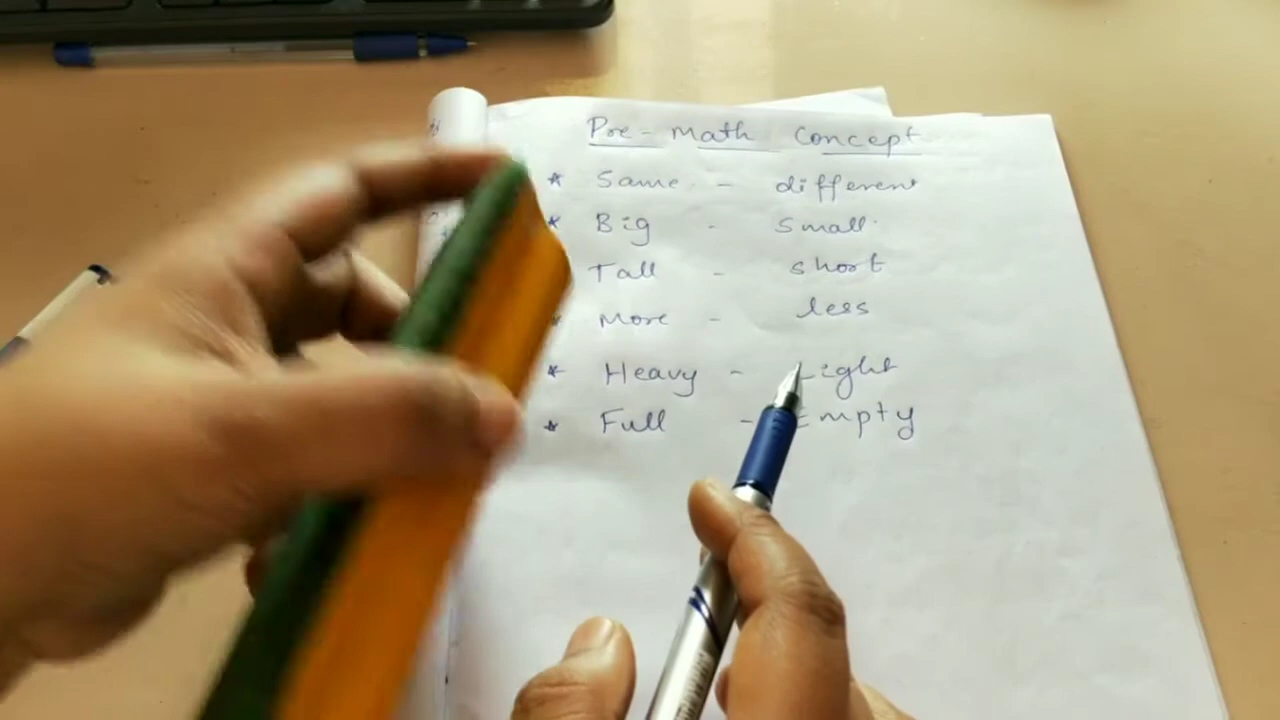 Pre - Math Concept
* Same - different
* Big - Small
Tall - short
* More - less
* Heavy - Light
* Full - Empty